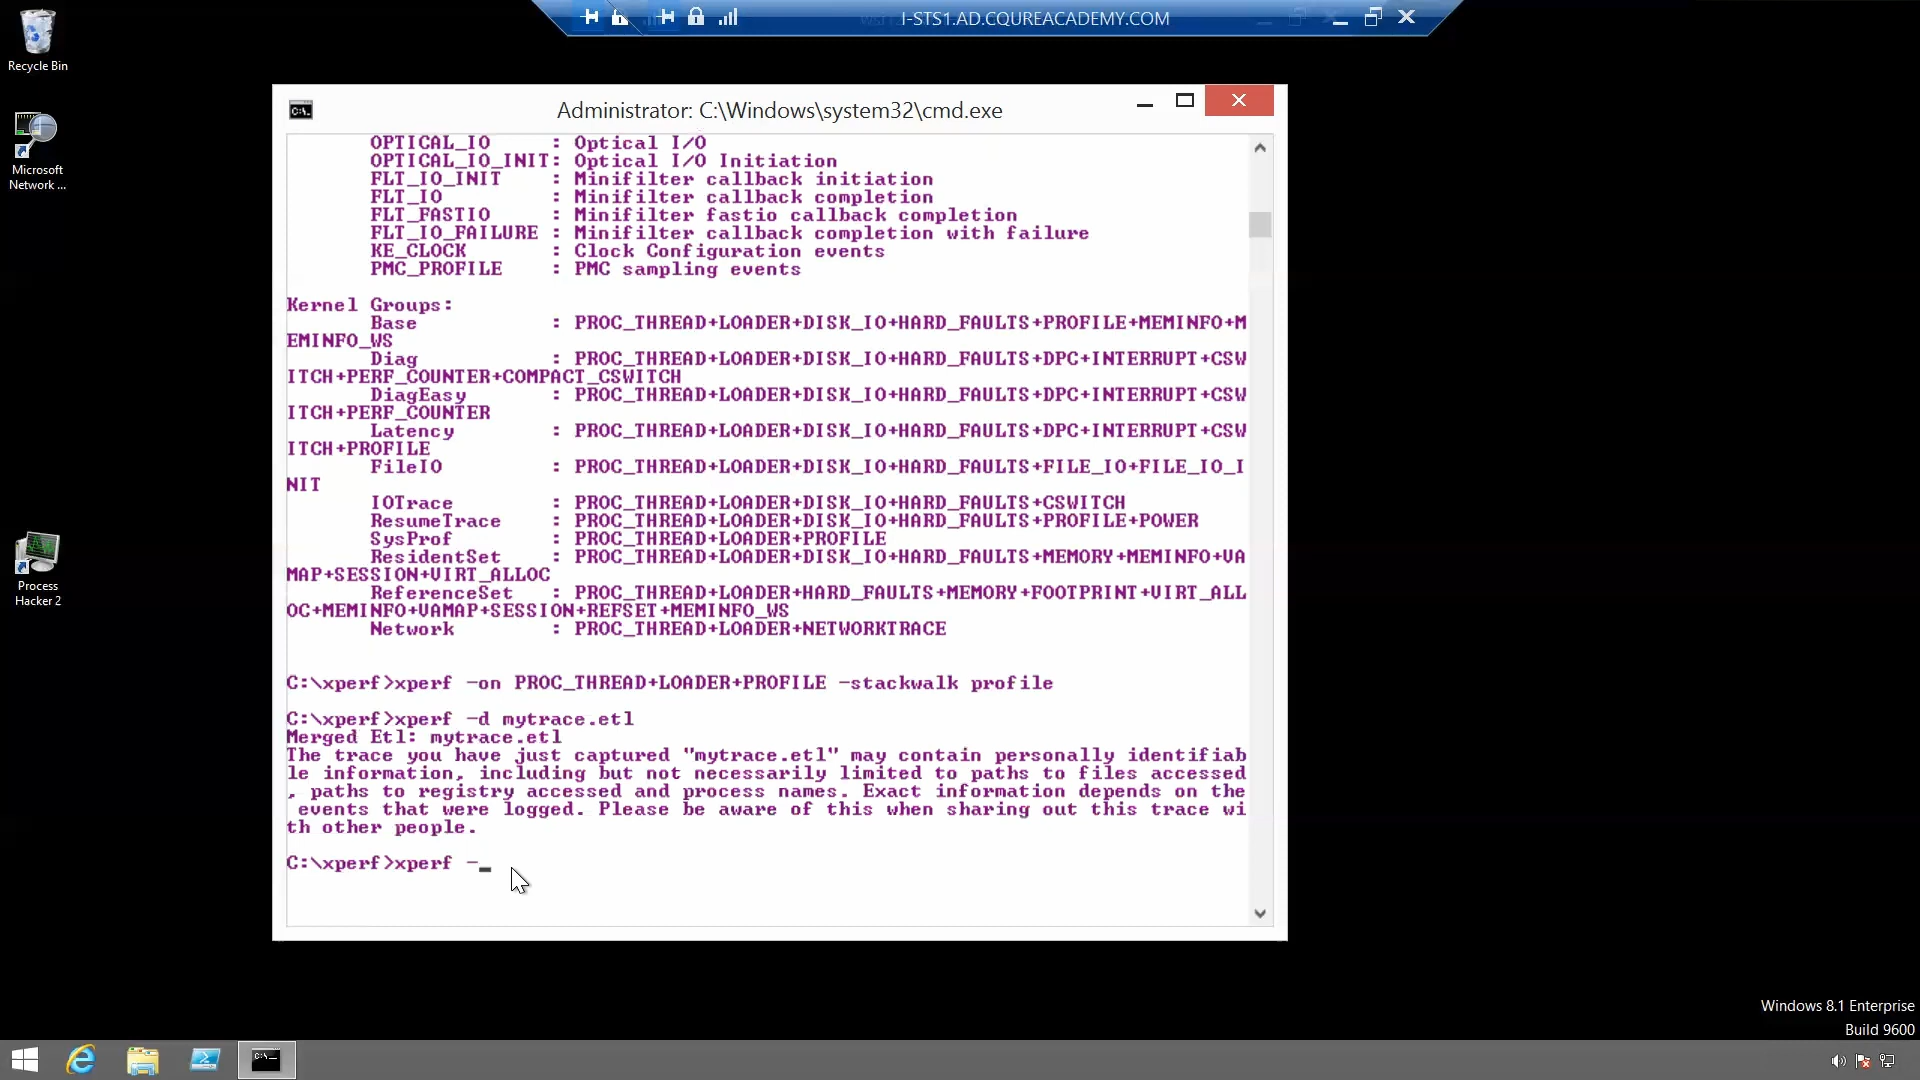 I-STS1.AD.CQUREACADEMY.COM
Recycle Bin
Microsoft
Network ...
Process
Hacker 2
Administrator: C:\Windows\system32\cmd.exe
OPTICAL_IO : Optical I/O
OPTICAL_IO_INIT: Optical I/O Initiation
FLT_IO_INIT : Minifilter callback initiation
FLT_IO : Minifilter callback completion
FLT_FASTIO : Minifilter fastio callback completion
FLT_IO_FAILURE : Minifilter callback completion with failure
KE_CLOCK : Clock Configuration events
PMC_PROFILE : PMC sampling events
Kernel Groups:
Base : PROC_THREAD+LOADER+DISK_IO+HARD_FAULTS+PROFILE+MEMINFO+M
EMINFO_WS
Diag : PROC_THREAD+LOADER+DISK_IO+HARD_FAULTS+DPC+INTERRUPT+CSW
ITCH+PERF_COUNTER+COMPACT_CSWITCH
DiagEasy : PROC_THREAD+LOADER+DISK_IO+HARD_FAULTS+DPC+INTERRUPT+CSW
ITCH+PERF_COUNTER
Latency : PROC_THREAD+LOADER+DISK_IO+HARD_FAULTS+DPC+INTERRUPT+CSW
ITCH+PROFILE
FileIO : PROC_THREAD+LOADER+DISK_IO+HARD_FAULTS+FILE_IO+FILE_IO_I
NIT
IOTrace : PROC_THREAD+LOADER+DISK_IO+HARD_FAULTS+CSWITCH
ResumeTrace : PROC_THREAD+LOADER+DISK_IO+HARD_FAULTS+PROFILE+POWER
SysProf : PROC_THREAD+LOADER+PROFILE
ResidentSet : PROC_THREAD+LOADER+DISK_IO+HARD_FAULTS+MEMORY+MEMINFO+VA
MAP+SESSION+VIRT_ALLOC
ReferenceSet : PROC_THREAD+LOADER+HARD_FAULTS+MEMORY+FOOTPRINT+VIRT_ALL
OC+MEMINFO+VAMAP+SESSION+REFSET+MEMINFO_WS
Network : PROC_THREAD+LOADER+NETWORKTRACE
C:\xperf>xperf -on PROC_THREAD+LOADER+PROFILE -stackwalk profile
C:\xperf>xperf -d mytrace.etl
Merged Etl: mytrace.etl
The trace you have just captured "mytrace.etl" may contain personally identifiab
le information, including but not necessarily limited to paths to files accessed
, paths to registry accessed and process names. Exact information depends on the
events that were logged. Please be aware of this when sharing out this trace wi
th other people.
C:\xperf>xperf -_
Windows 8.1 Enterprise
Build 9600